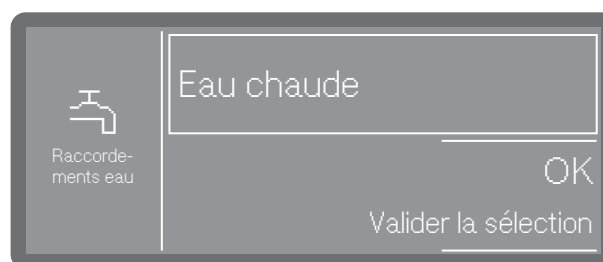 Raccorde-
ments eau
Eau chaude
OK
Valider la sélection